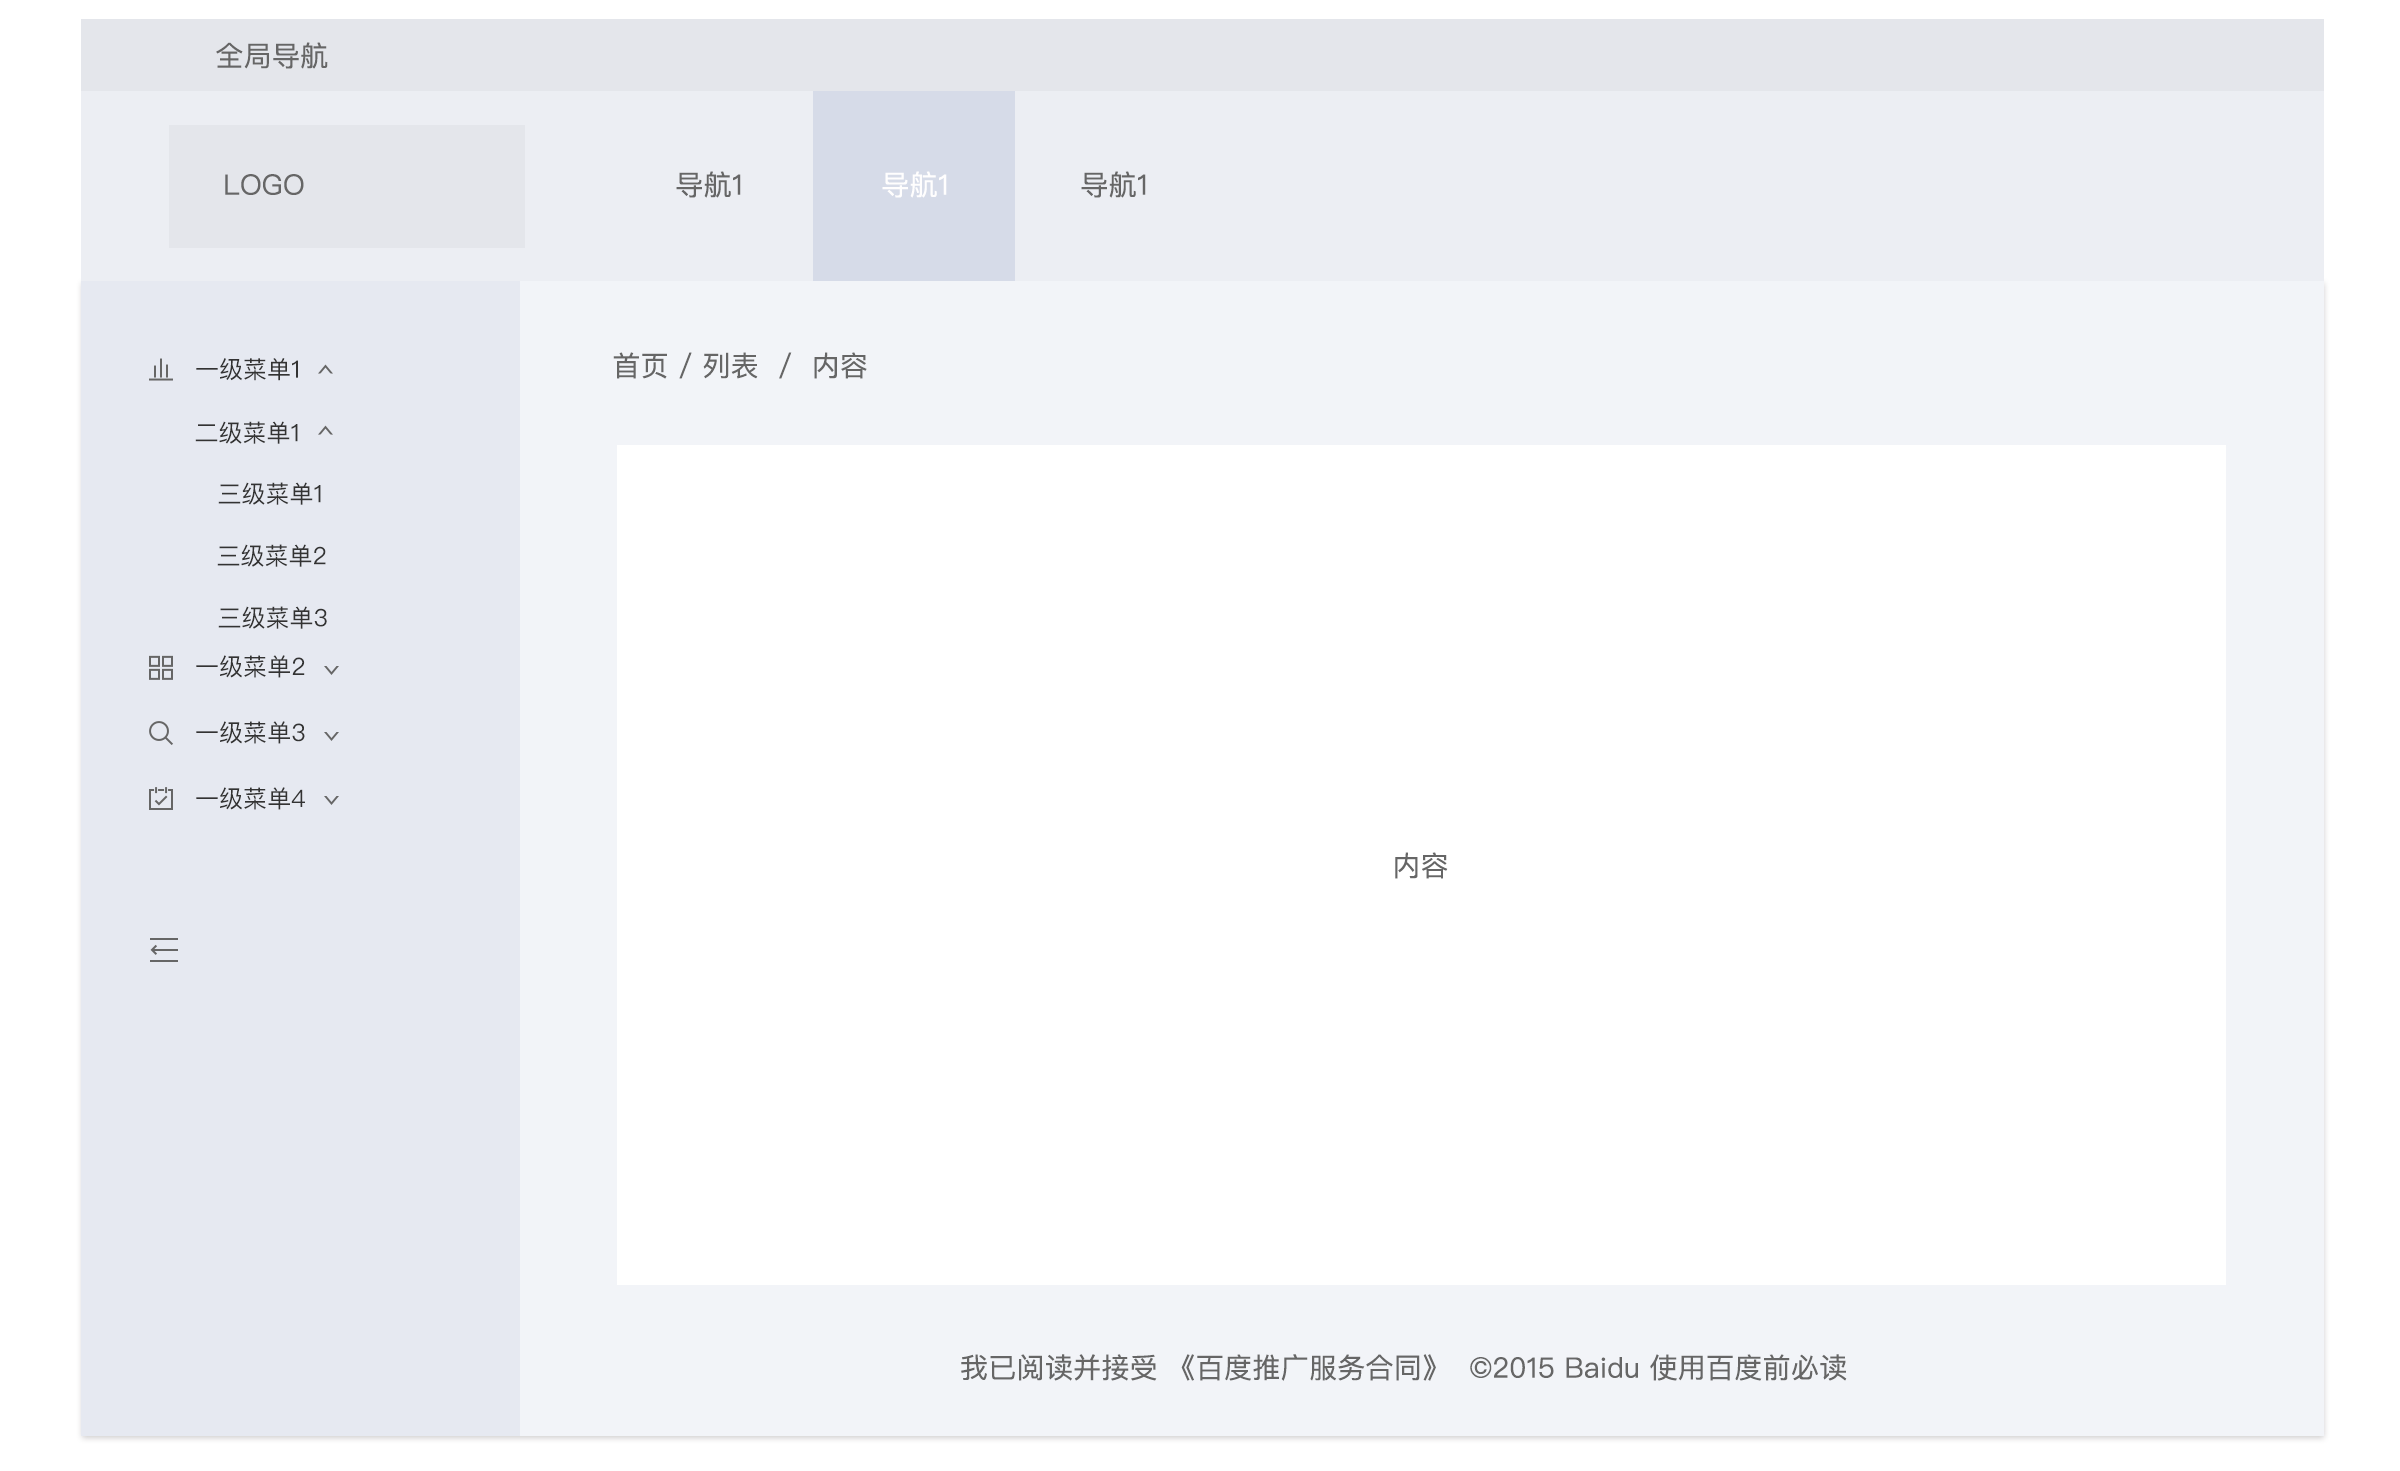 全局导航
LOGO
导航1
导航1
导航1
一级菜单1
二级菜单1
三级菜单1
三级菜单2
三级菜单3
一级菜单2
一级菜单3
一级菜单4
首页 / 列表 / 内容
内容
我已阅读并接受 《百度推广服务合同》 ©2015 Baidu 使用百度前必读